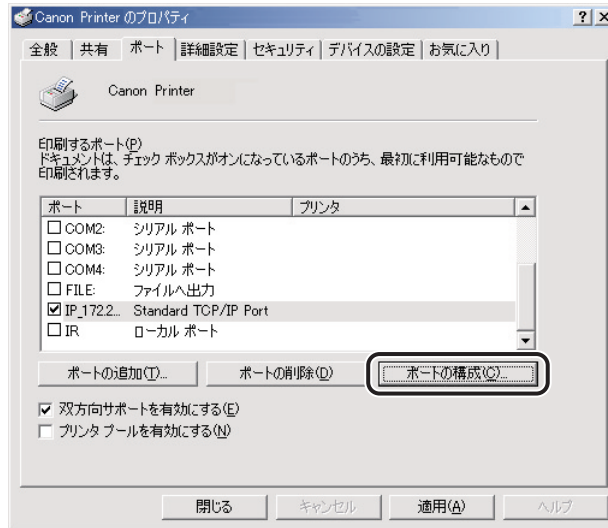 Canon Printer のプロパティ
全般 共有 ポート 詳細設定 セキュリティ デバイスの設定 お気に入り
Canon Printer
印刷するポート(P)
ドキュメントは、チェック ボックスがオンになっているポートのうち、最初に利用可能なもので
印刷されます。
ポート 説明 プリンタ
COM2: シリアル ポート
COM3: シリアル ポート
COM4: シリアル ポート
FILE: ファイルへ出力
IP_172.2... Standard TCP/IP Port
IR ローカル ポート
ポートの追加(T)... ポートの削除(D) ポートの構成(C)...
双方向サポートを有効にする(E)
プリンタ プールを有効にする(N)
閉じる キャンセル 適用(A) ヘルプ